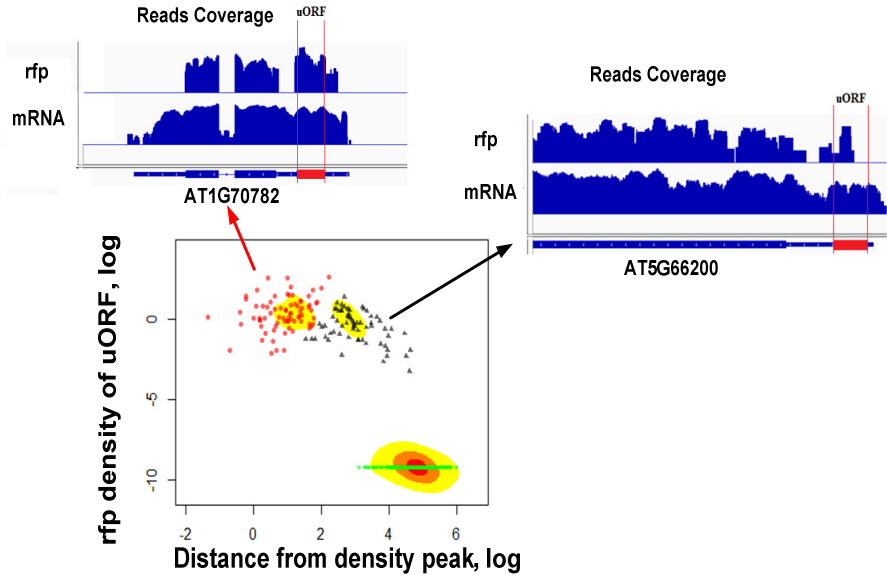 Reads Coverage
uORF
rfp
mRNA
AT1G70782
Reads Coverage
uORF
rfp
mRNA
AT5G66200
rfp density of uORF, log
0
-5
-10
-2 0 2 4 6
Distance from density peak, log